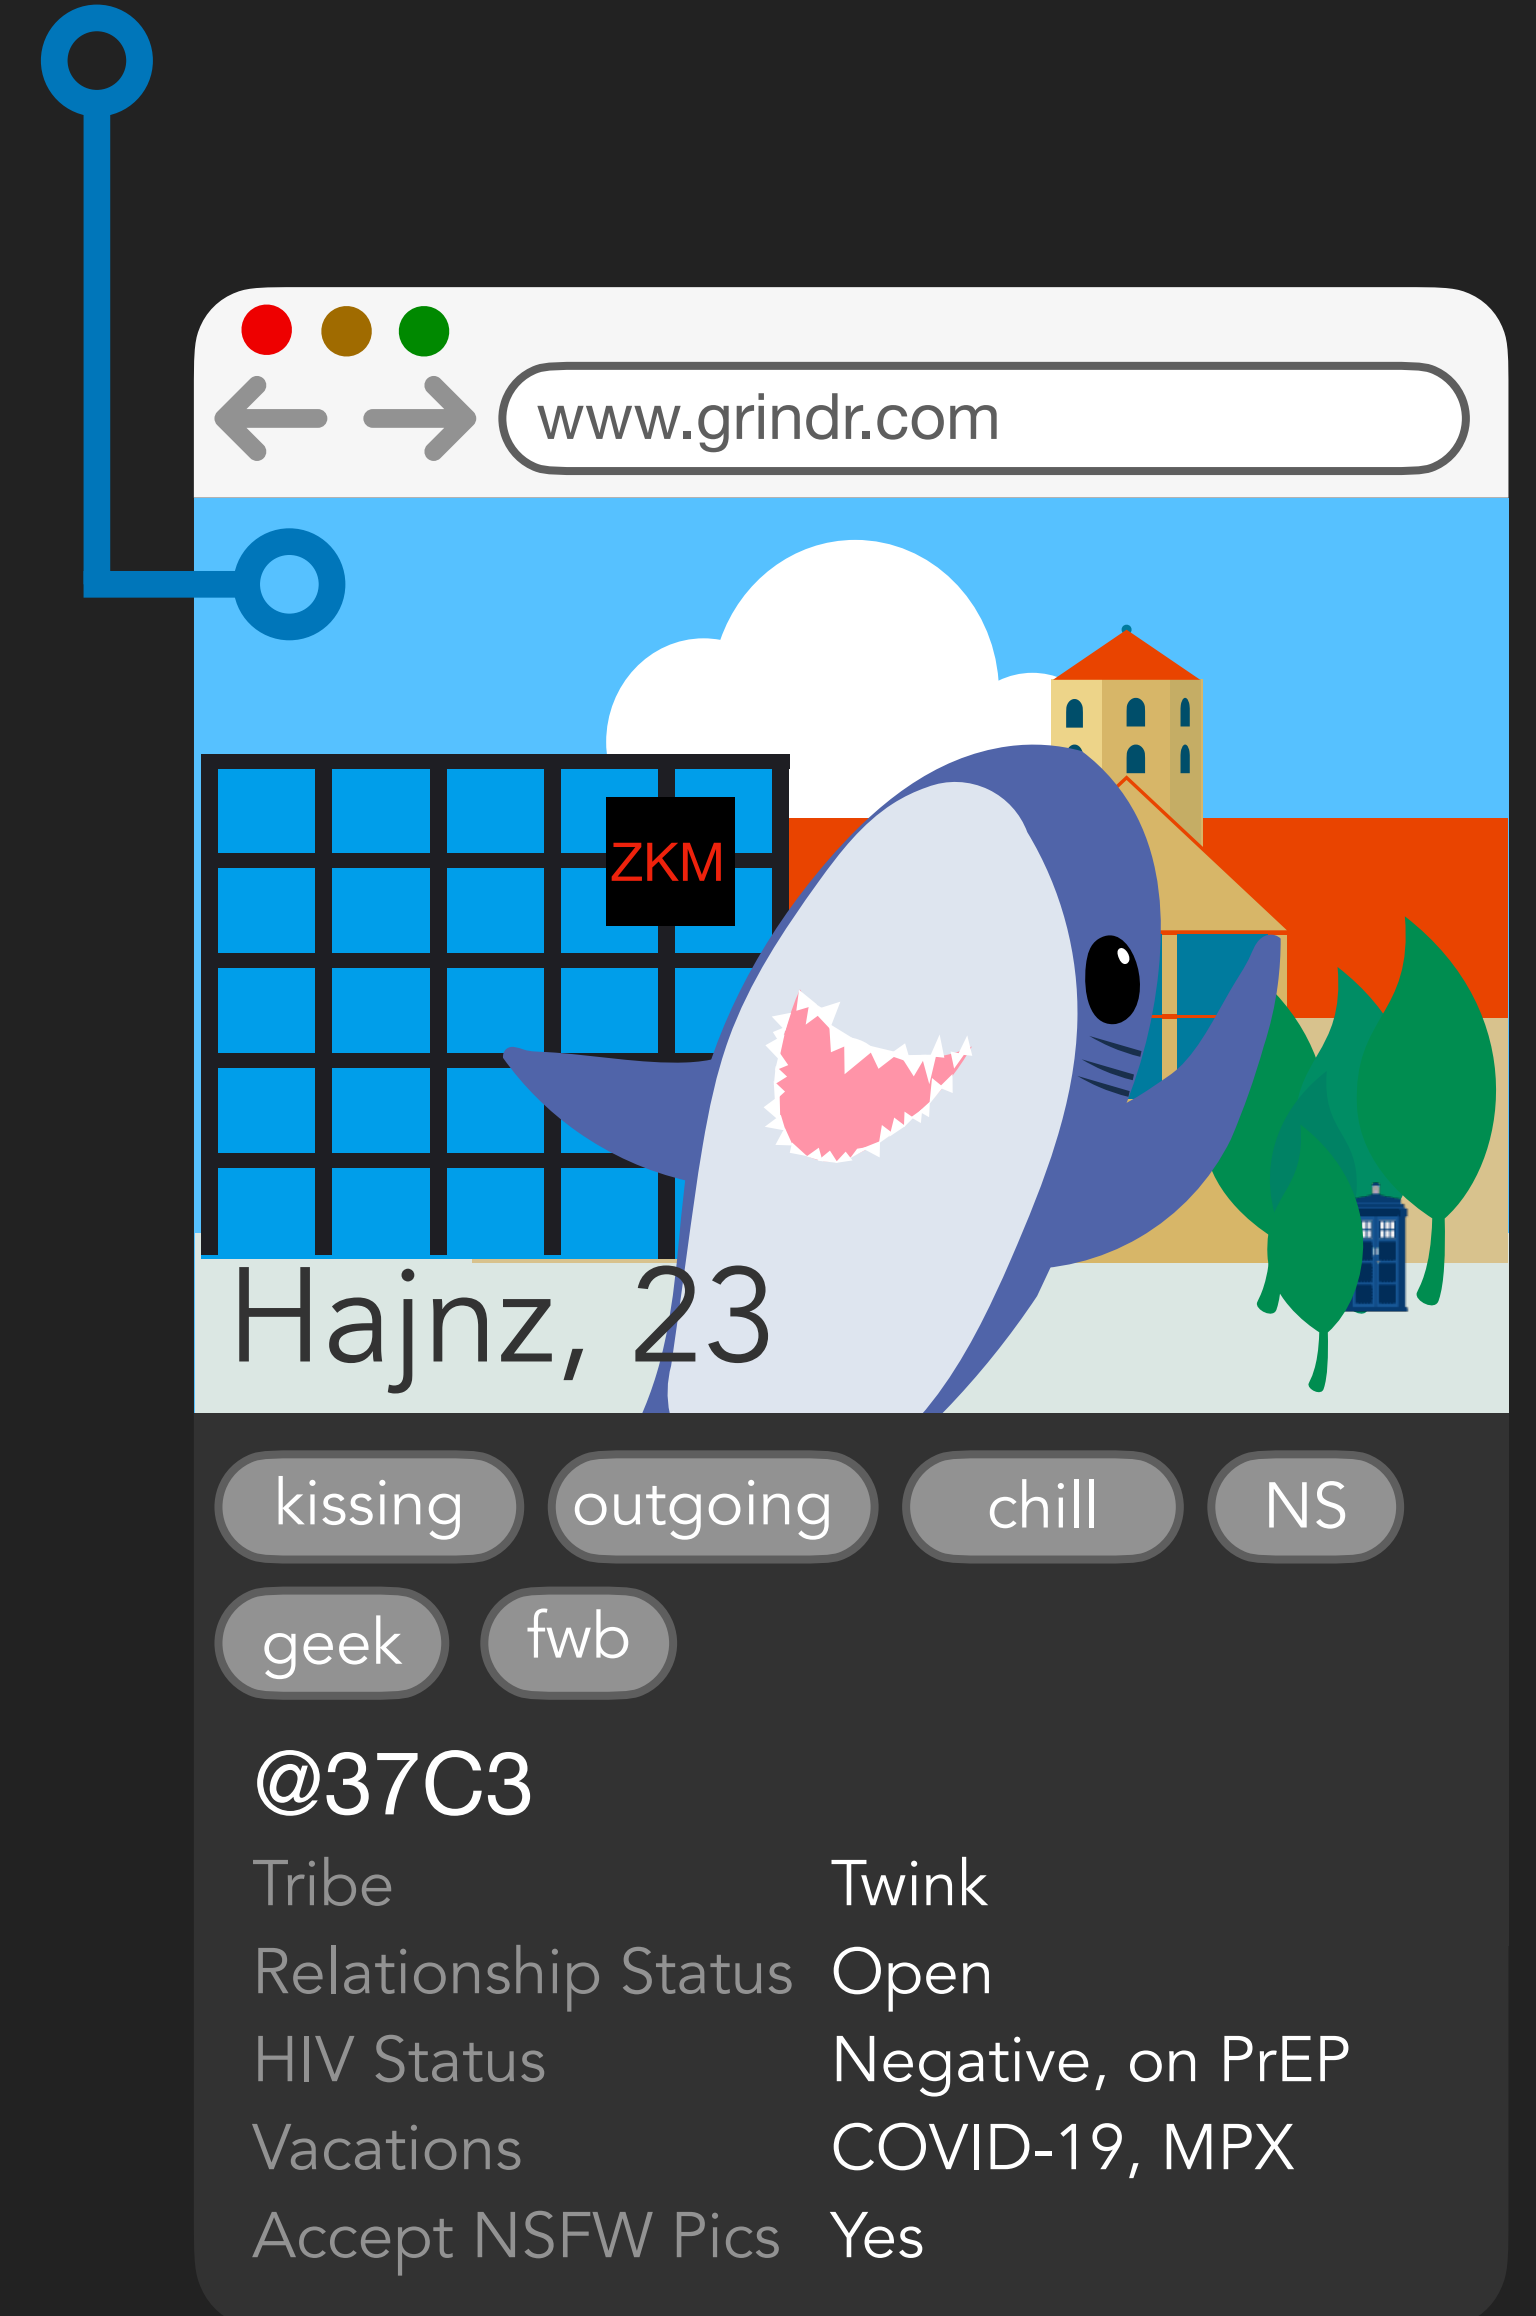 www.grindr.com
ZKM
Hajnz, 23
kissing outgoing chill NS
geek fwb
@37C3
Tribe Twink
Relationship Status Open
HIV Status Negative, on PrEP
Vacations COVID-19, MPX
Accept NSFW Pics Yes